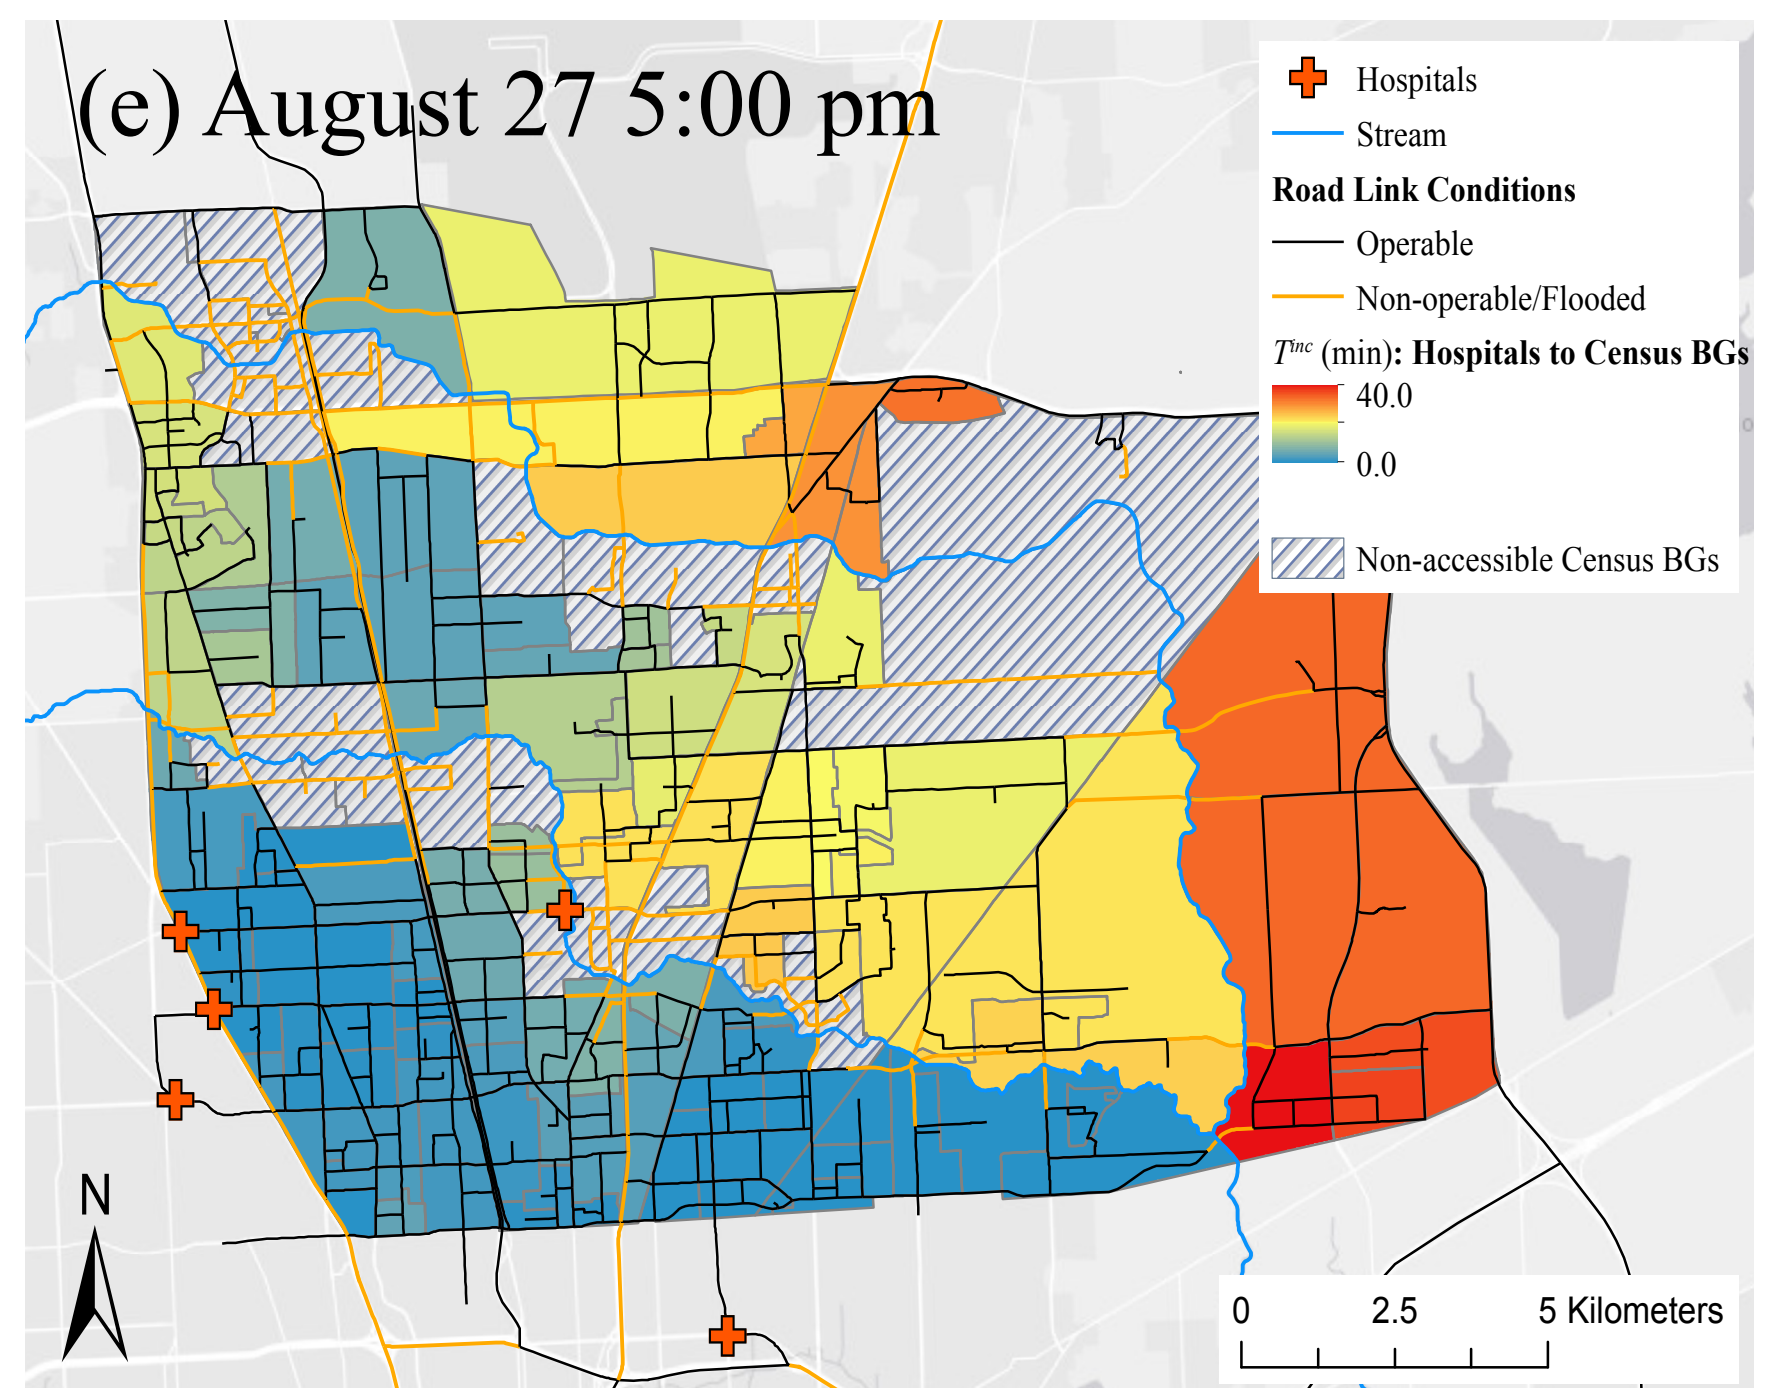 (e) August 27 5:00 pm
Hospitals
Stream
Road Link Conditions
Operable
Non-operable/Flooded
Tinc (min): Hospitals to Census BGs
40.0
0.0
Non-accessible Census BGs
N
0 2.5 5 Kilometers